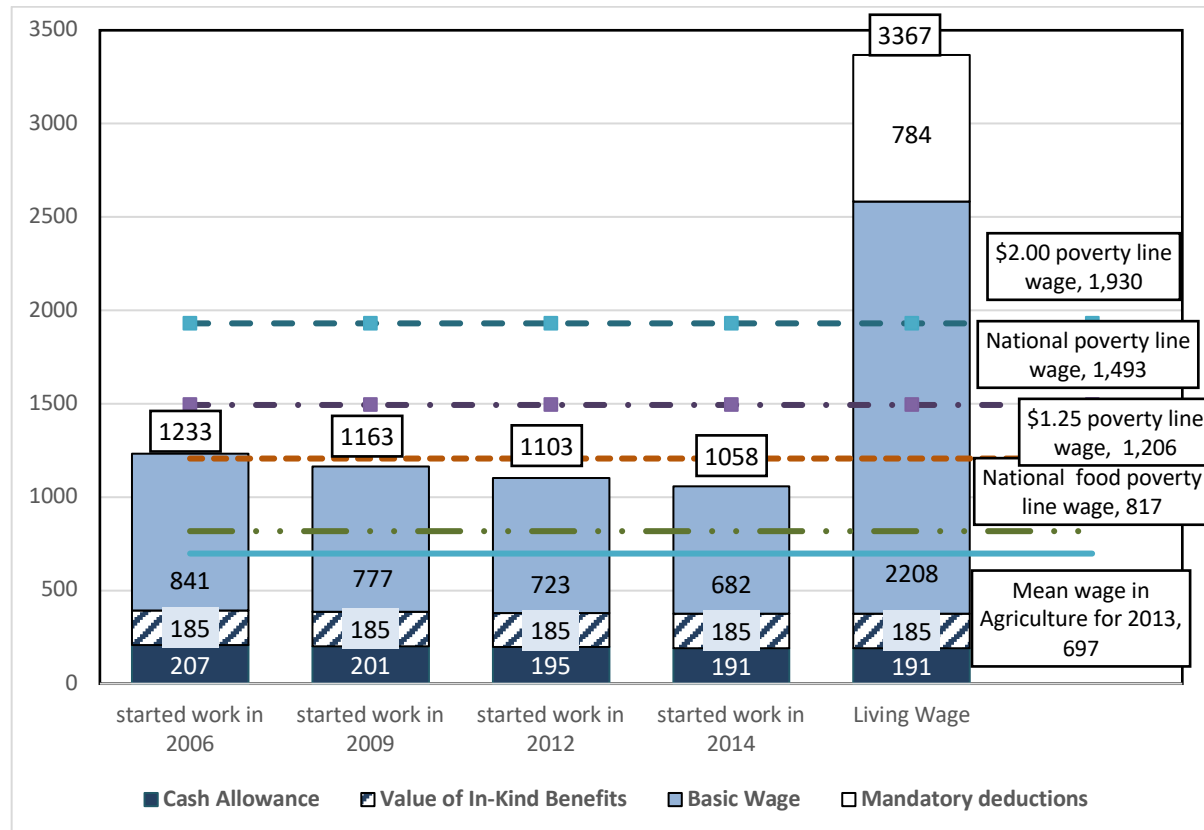 3500
3367
3000
784
2500
$2.00 poverty line
wage, 1,930
2000
National poverty line
wage, 1,493
1500
1233
1163
1103
1058
$1.25 poverty line
wage, 1,206
1000
National food poverty
line wage, 817
841
777
723
682
2208
500
Mean wage in
Agriculture for 2013,
697
185
185
185
185
185
207
201
195
191
191
0
started work in
2006
started work in
2009
started work in
2012
started work in
2014
Living Wage
Cash Allowance
Value of In-Kind Benefits
Basic Wage
Mandatory deductions